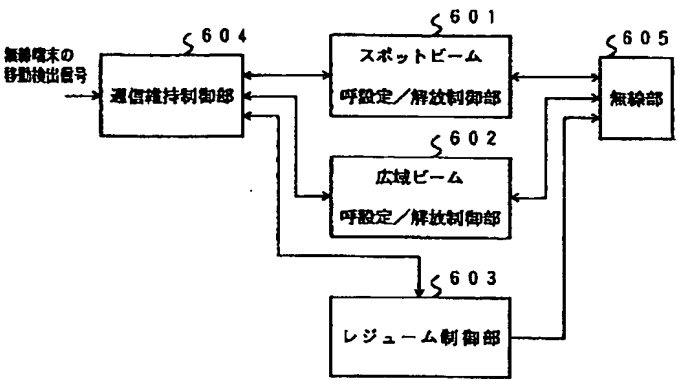 無線端末の
移動検出信号
604
通信維持制御部
601
スポットビーム
呼設定／解放制御部
602
広域ビーム
呼設定／解放制御部
603
レジューム制御部
605
無線部